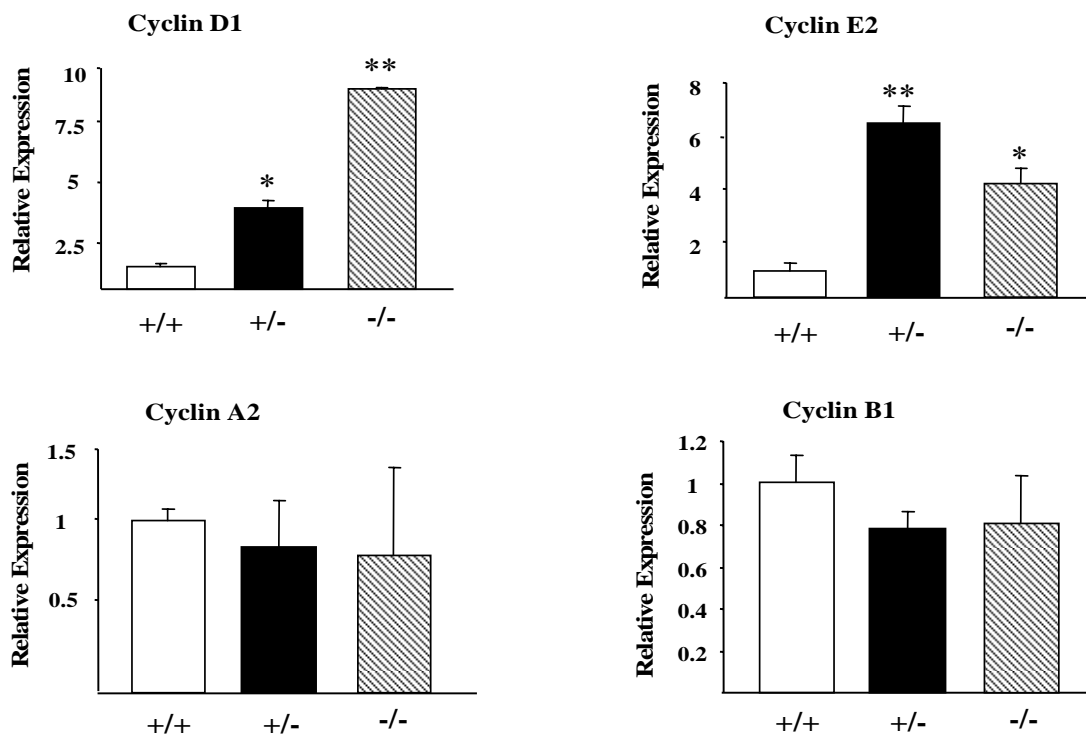 Cyclin D1
Relative Expression
10
7.5
5
2.5
*
**
+/+ +/- -/-
Cyclin E2
Relative Expression
8
6
4
2
**
*
+/+ +/- -/-
Cyclin A2
Relative Expression
1.5
1
0.5
+/+ +/- -/-
Cyclin B1
Relative Expression
1.2
1
0.8
0.6
0.4
0.2
+/+ +/- -/-